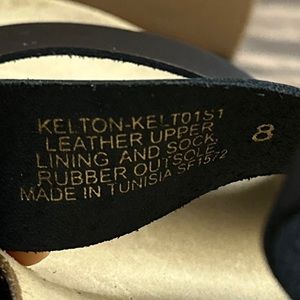 KELTON-KELT01S1
LEATHER UPPER
LINING AND SOCK
RUBBER OUTSOLE
MADE IN TUNISIA SF1572
8